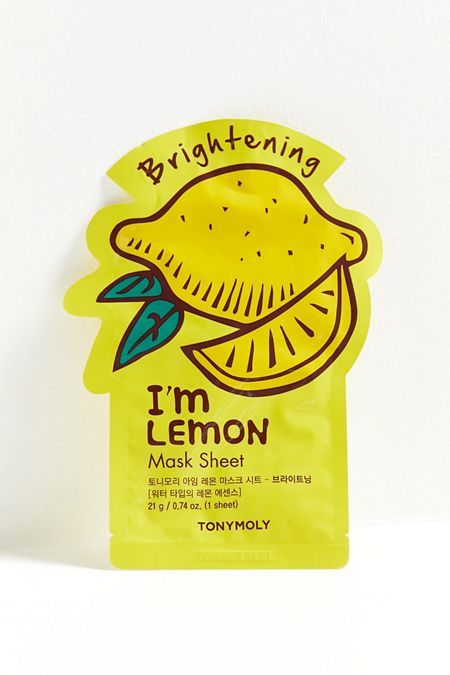 Brightening
I'm
LEMON
Mask Sheet
토니모리 아임 레몬 마스크 시트 – 브라이트닝
[워터 타입의 레몬 에센스]
21 g / 0.74 oz. (1 sheet)
TONYMOLY